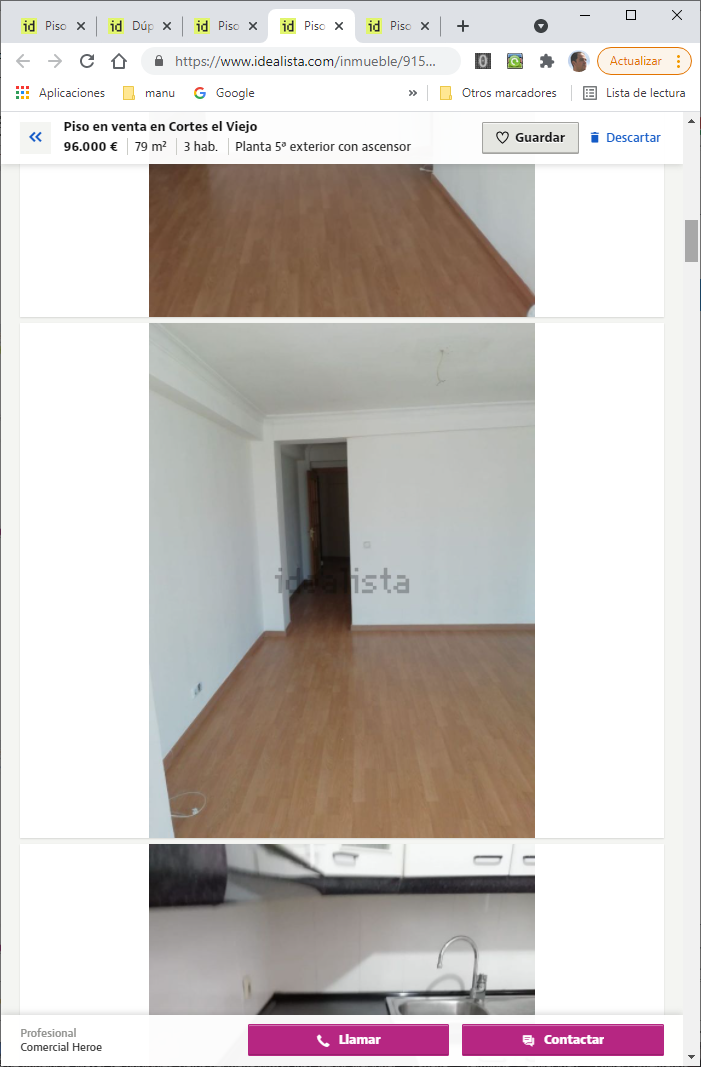 id Piso
id Dúp
id Piso
id Piso
id Piso
https://www.idealista.com/inmueble/915...
Actualizar
Aplicaciones
manu
Google
»
Otros marcadores
Lista de lectura
Piso en venta en Cortes el Viejo
96.000 € 79 m² 3 hab. Planta 5ª exterior con ascensor
Guardar
Descartar
idealista
Profesional
Comercial Heroe
Llamar
Contactar